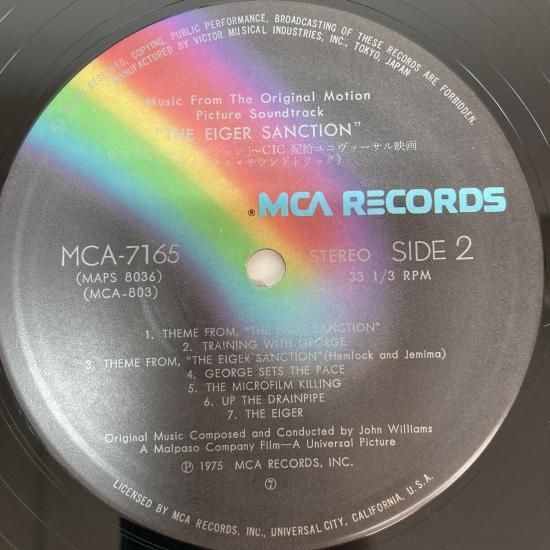 RESERVED, COPYING, PUBLIC PERFORMANCE, BROADCASTING OF THESE RECORDS ARE FORBIDDEN.
MANUFACTURED BY VICTOR MUSICAL INDUSTRIES, INC., TOKYO, JAPAN
Music From The Original Motion
Picture Soundtrack
"THE EIGER SANCTION"
～CIC 配給ユニヴァーサル映画
ナル・サウンドトラック》
® MCA RECORDS
MCA-7165 STEREO SIDE 2
(MAPS 8036) 33 1/3 RPM
(MCA-803)
1. THEME FROM, "THE EIGER SANCTION"
2. TRAINING WITH GEORGE
3. THEME FROM, "THE EIGER SANCTION" (Hemlock and Jemima)
4. GEORGE SETS THE PACE
5. THE MICROFILM KILLING
6. UP THE DRAINPIPE
7. THE EIGER
Original Music Composed and Conducted by John Williams
A Malpaso Company Film—A Universal Picture
Ⓟ 1975 MCA RECORDS, INC.
⑦
LICENSED BY MCA RECORDS, INC., UNIVERSAL CITY, CALIFORNIA, U.S.A.